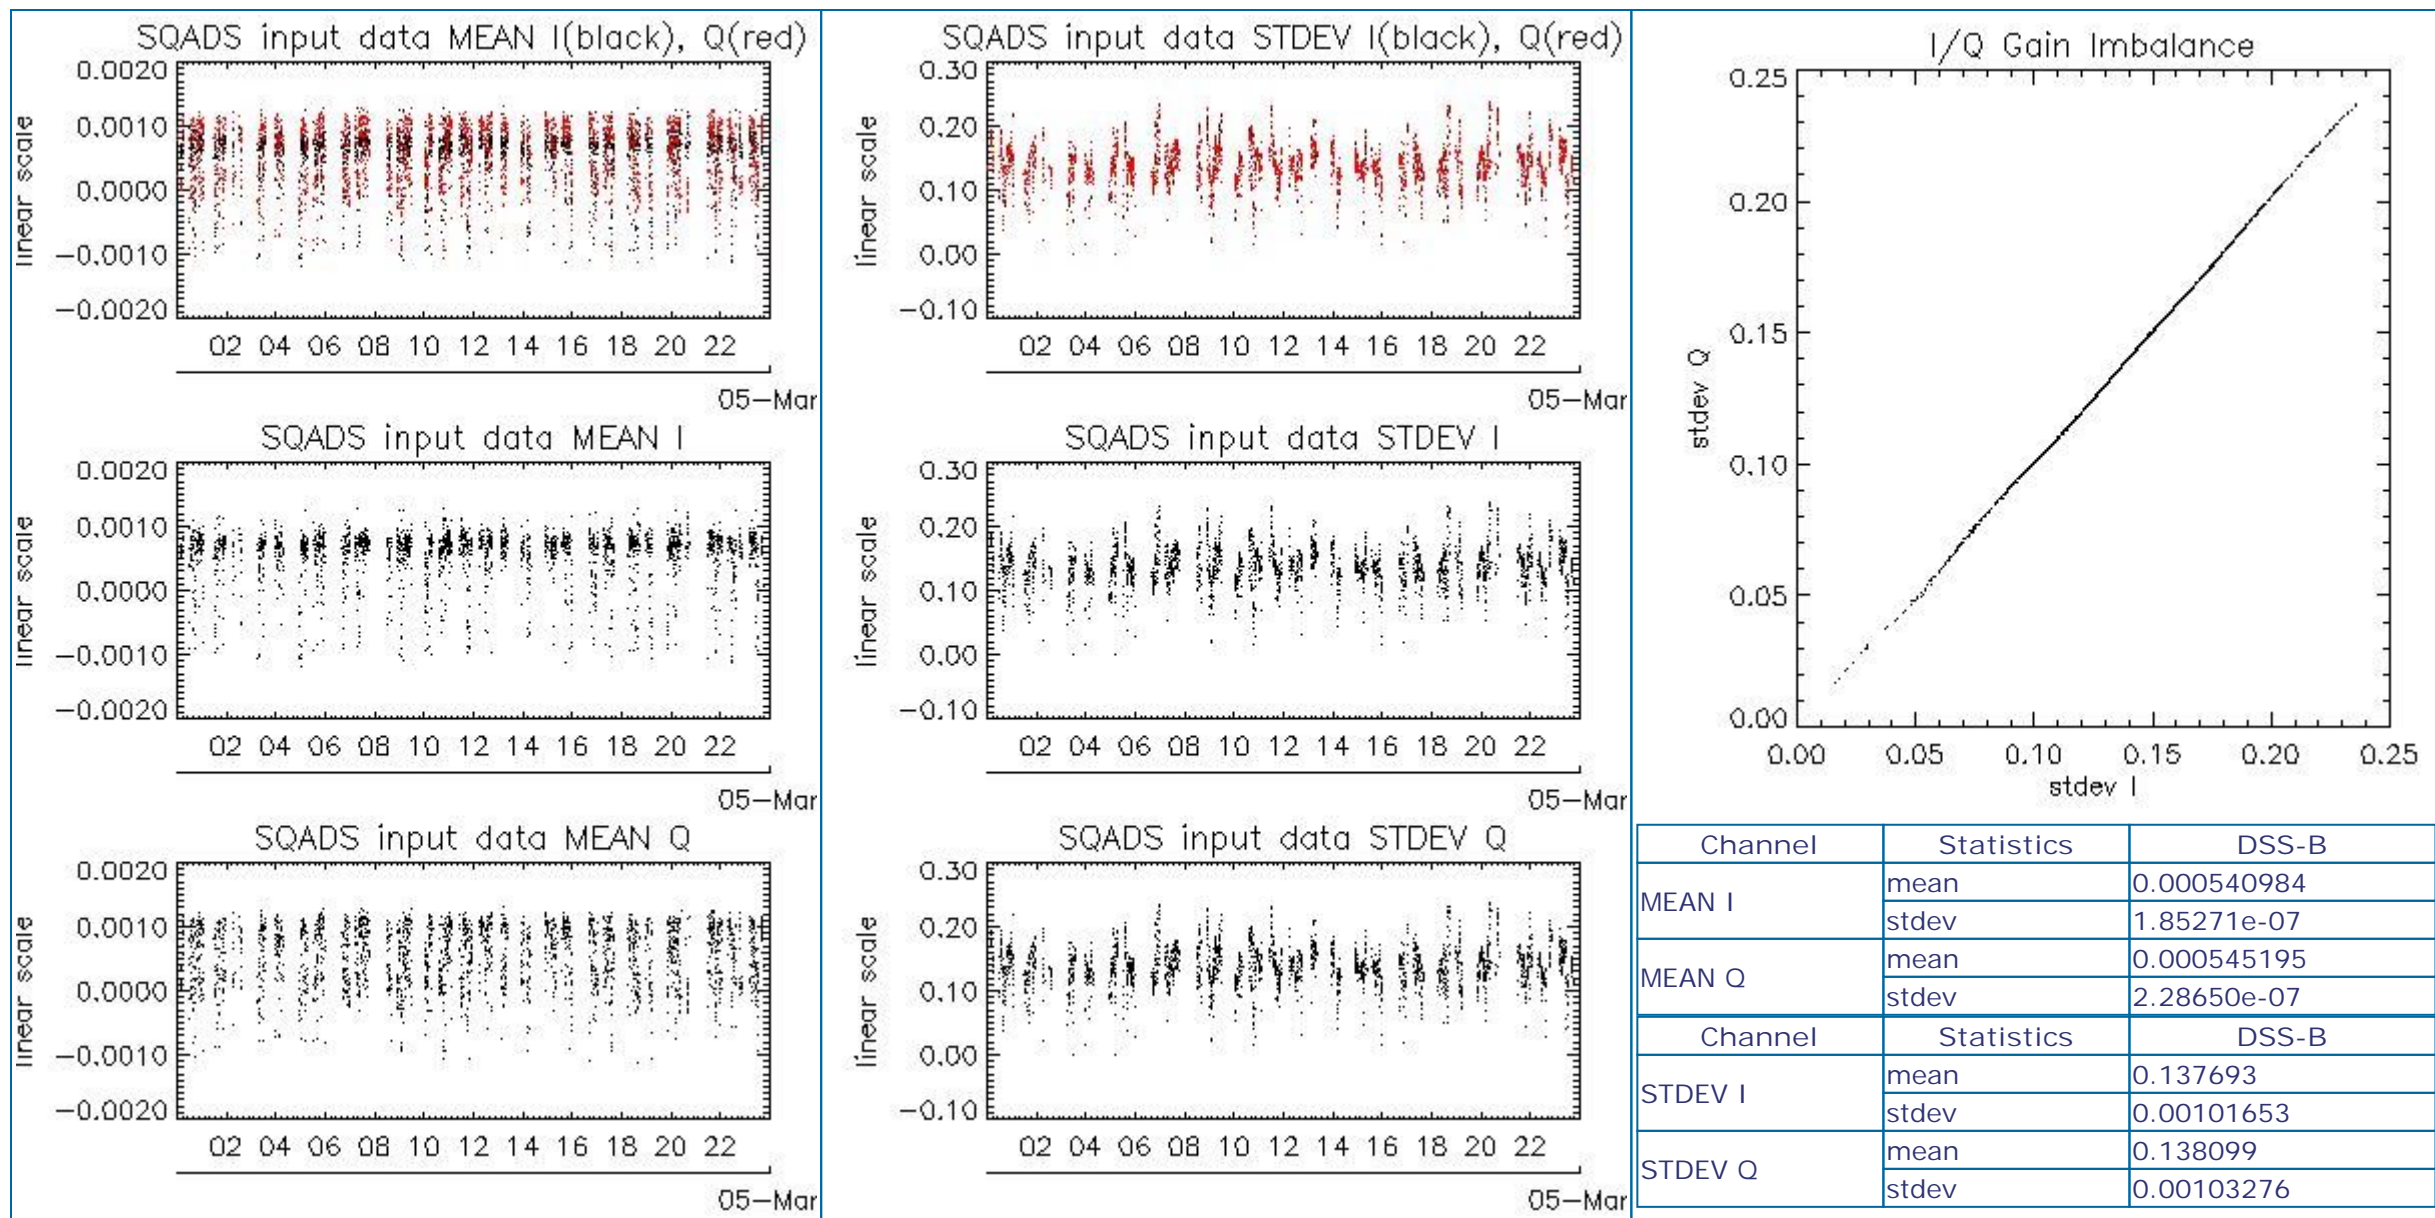 SQADS input data MEAN I(black), Q(red)
0.0020
0.0010
0.0000
−0.0010
−0.0020
linear scale
02 04 06 08 10 12 14 16 18 20 22
05−Mar
SQADS input data MEAN I
0.0020
0.0010
0.0000
−0.0010
−0.0020
linear scale
02 04 06 08 10 12 14 16 18 20 22
05−Mar
SQADS input data MEAN Q
0.0020
0.0010
0.0000
−0.0010
−0.0020
linear scale
02 04 06 08 10 12 14 16 18 20 22
05−Mar
SQADS input data STDEV I(black), Q(red)
0.30
0.20
0.10
0.00
−0.10
linear scale
02 04 06 08 10 12 14 16 18 20 22
05−Mar
SQADS input data STDEV I
0.30
0.20
0.10
0.00
−0.10
linear scale
02 04 06 08 10 12 14 16 18 20 22
05−Mar
SQADS input data STDEV Q
0.30
0.20
0.10
0.00
−0.10
linear scale
02 04 06 08 10 12 14 16 18 20 22
05−Mar
I/Q Gain Imbalance
0.25
0.20
0.15
0.10
0.05
0.00
stdev Q
0.00 0.05 0.10 0.15 0.20 0.25
stdev I
Channel Statistics DSS-B
MEAN I mean 0.000540984
stdev 1.85271e-07
MEAN Q mean 0.000545195
stdev 2.28650e-07
Channel Statistics DSS-B
STDEV I mean 0.137693
stdev 0.00101653
STDEV Q mean 0.138099
stdev 0.00103276